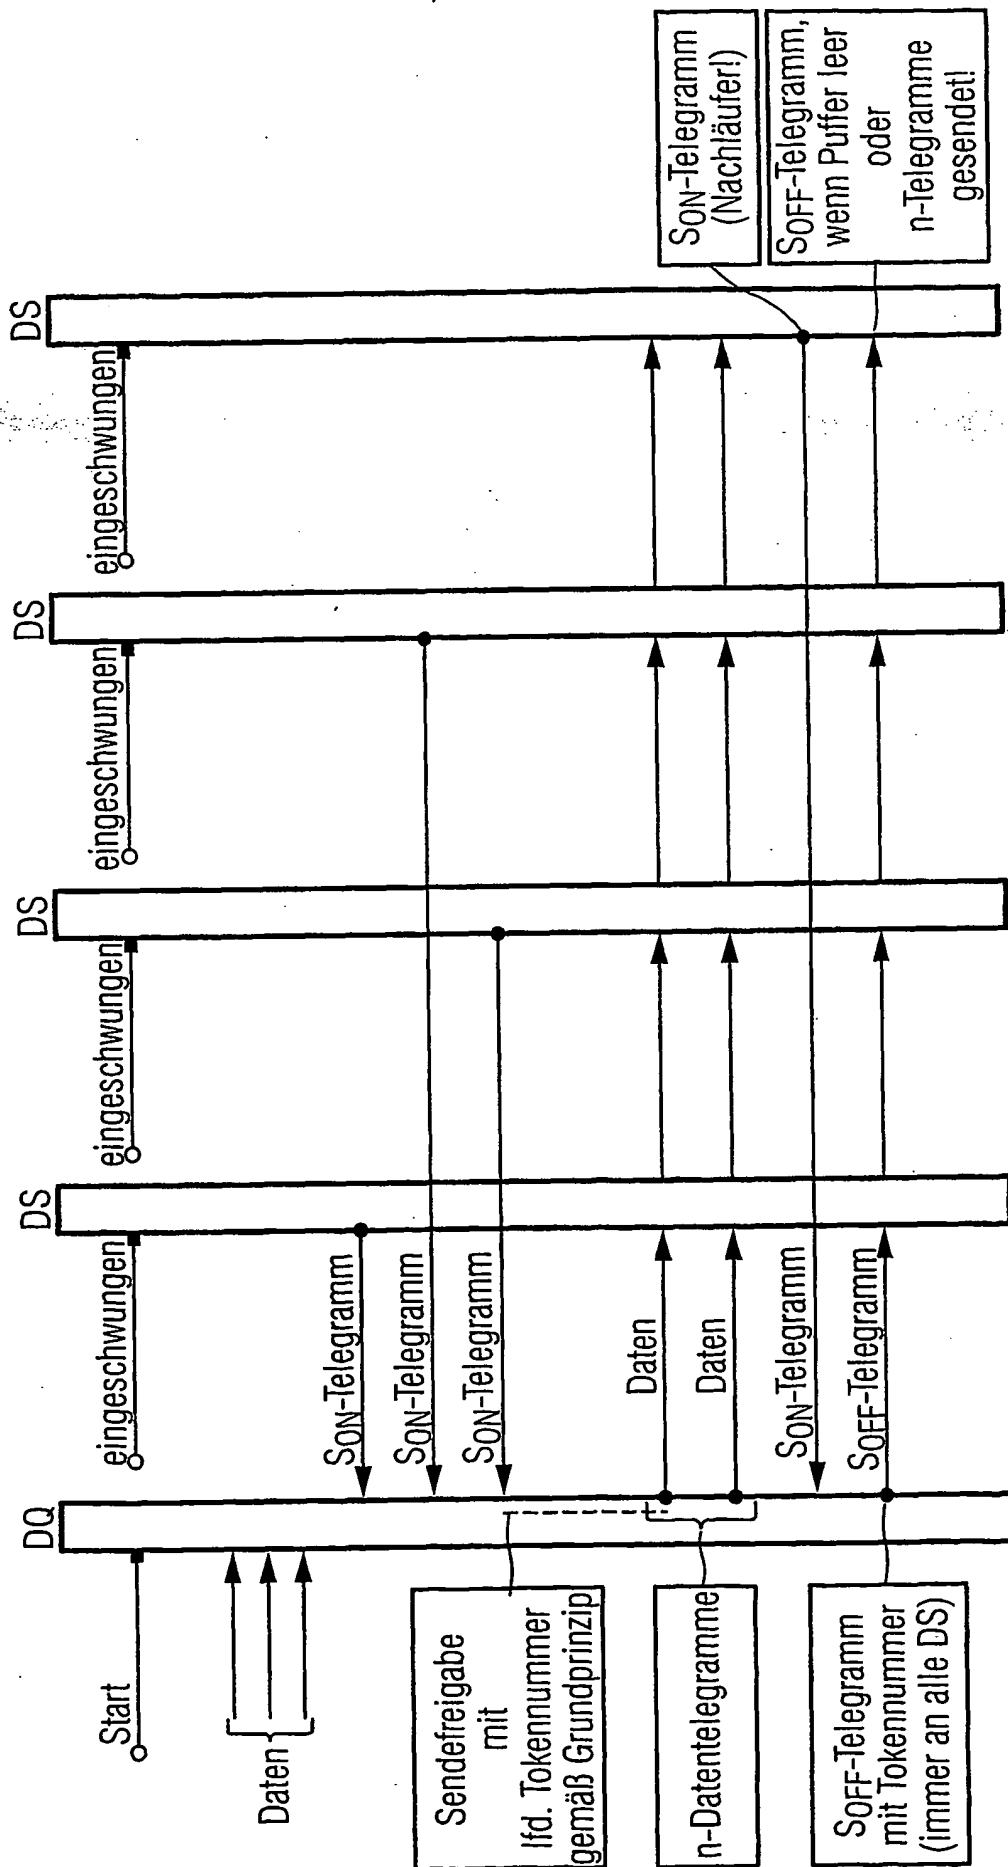 DQ
DS
DS
DS
DS
Start
eingeschwungen
eingeschwungen
eingeschwungen
eingeschwungen
Daten
SON-Telegramm
SON-Telegramm
SON-Telegramm
Sendefreigabe
mit
lfd. Tokennummer
gemäß Grundprinzip
Daten
Daten
n-Datentelegramme
SON-Telegramm
SON-Telegramm
(Nachläufer!)
SOFF-Telegramm
SOFF-Telegramm
mit Tokennummer
(immer an alle DS)
SOFF-Telegramm,
wenn Puffer leer
oder
n-Telegramme
gesendet!